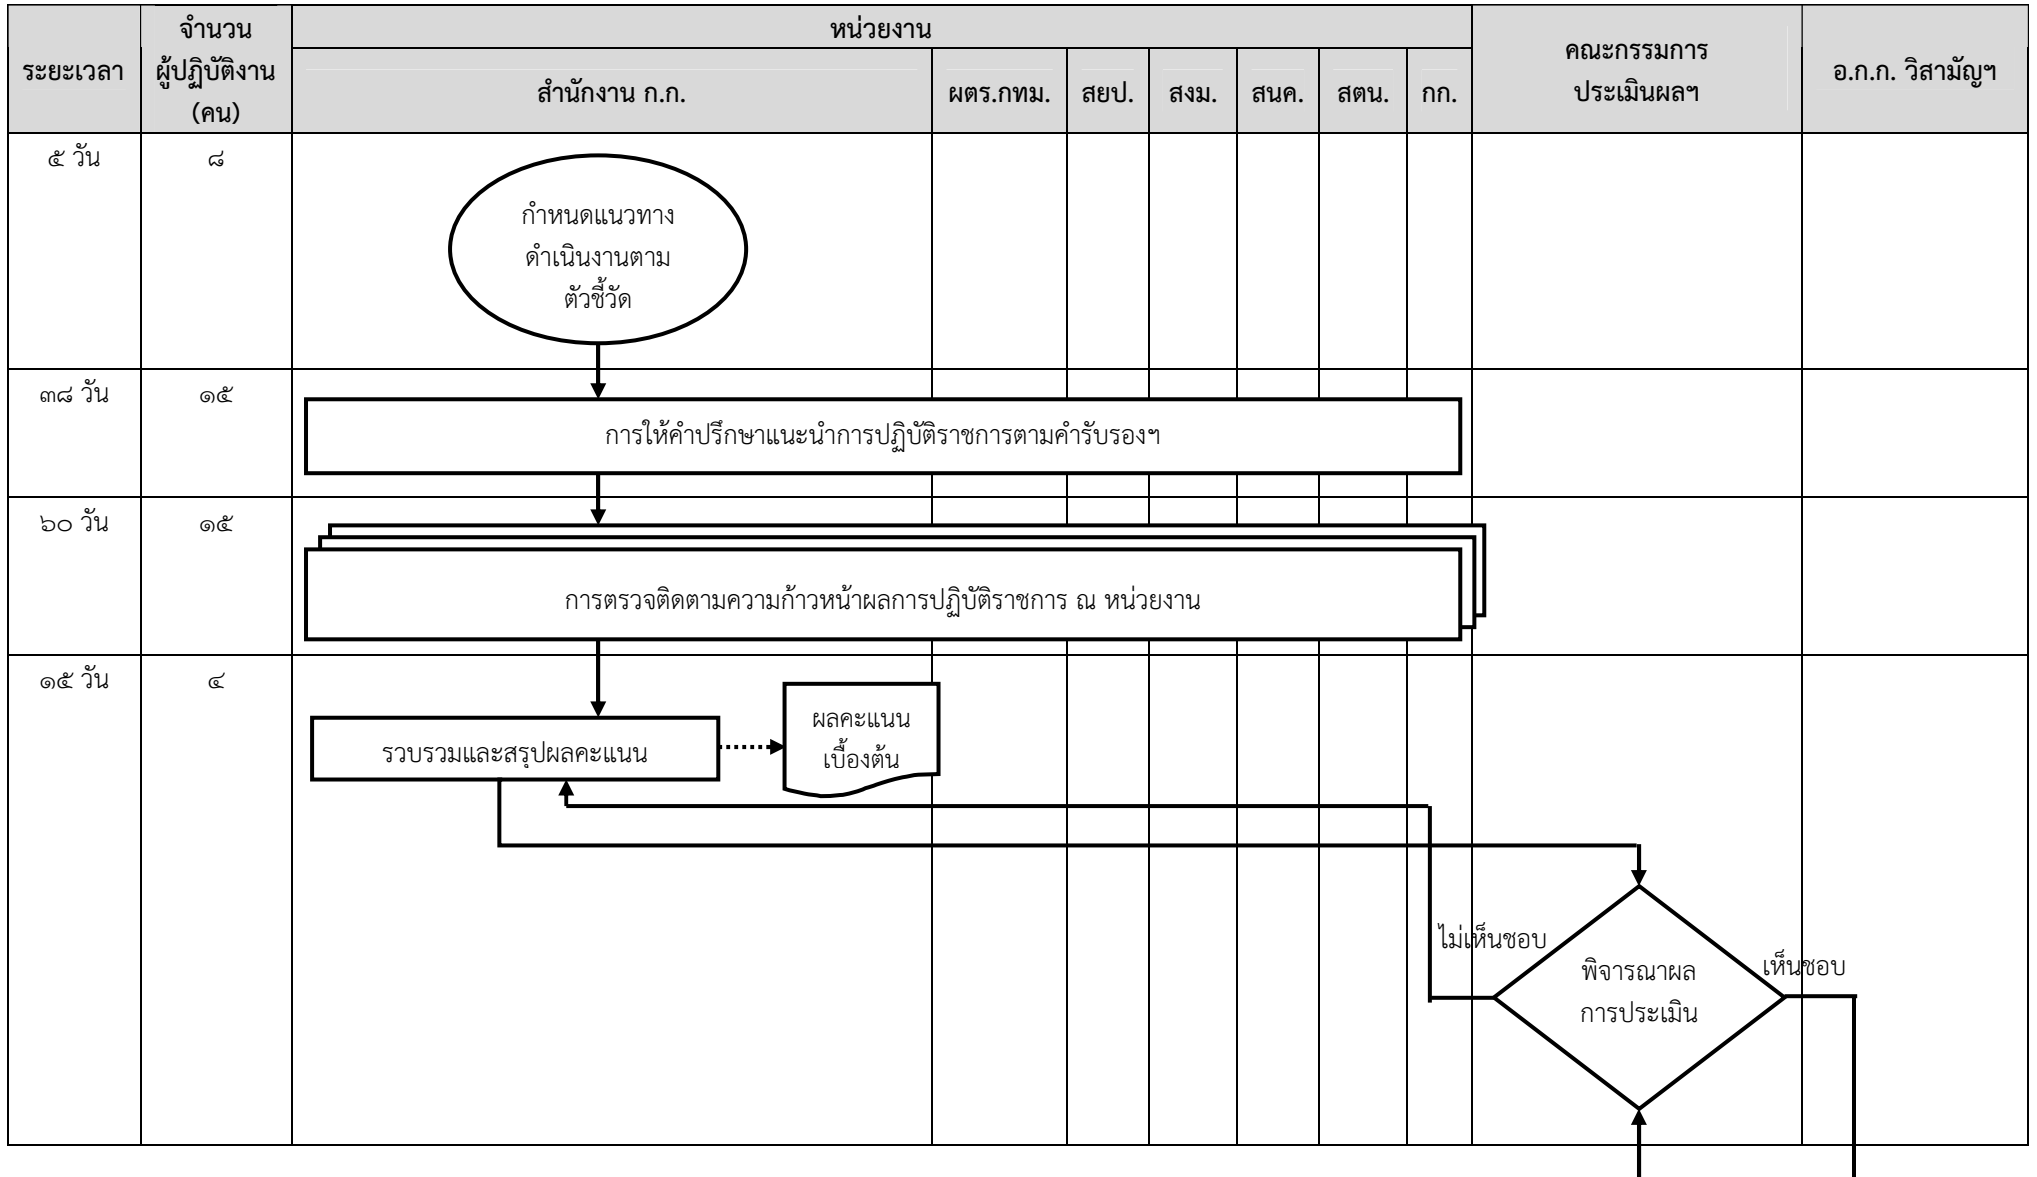 ระยะเวลา
จำนวน
ผู้ปฏิบัติงาน
(คน)
หน่วยงาน
สำนักงาน ก.ก.
ผตร.กทม.
สยป.
สงม.
สนค.
สตน.
กก.
คณะกรรมการ
ประเมินผลฯ
อ.ก.ก. วิสามัญฯ
๕ วัน
๘
กำหนดแนวทาง
ดำเนินงานตาม
ตัวชี้วัด
๓๘ วัน
๑๕
การให้คำปรึกษาแนะนำการปฏิบัติราชการตามคำรับรองฯ
๖๐ วัน
๑๕
การตรวจติดตามความก้าวหน้าผลการปฏิบัติราชการ ณ หน่วยงาน
๑๕ วัน
๔
รวบรวมและสรุปผลคะแนน
ผลคะแนน
เบื้องต้น
ไม่เห็นชอบ
พิจารณาผล
การประเมิน
เห็นชอบ